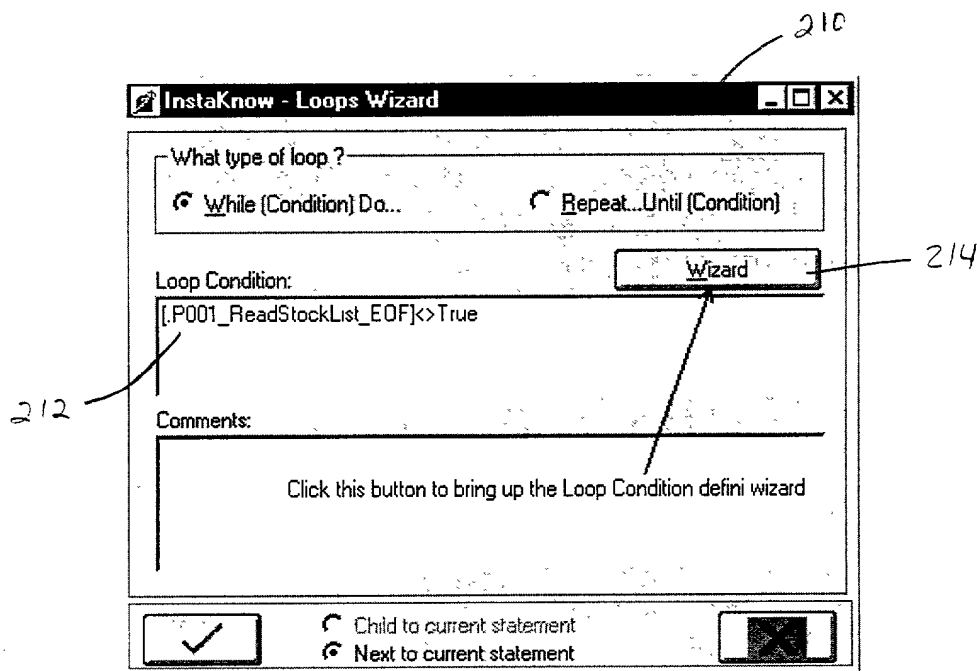 210
InstaKnow - Loops Wizard
What type of loop ?
While (Condition) Do...
Repeat...Until (Condition)
Wizard
214
Loop Condition:
[.P001_ReadStockList_EOF]<>True
212
Comments:
Click this button to bring up the Loop Condition defini wizard
Child to current statement
Next to current statement